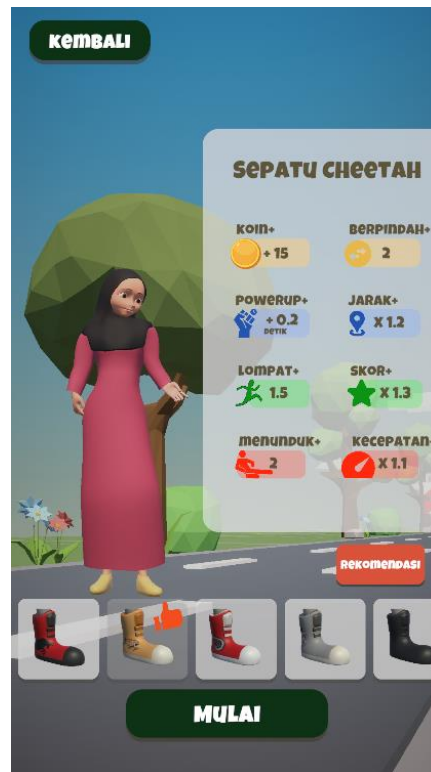 KEMBALI
SEPATU CHEETAH
KOIN+ BERPINDAH+
+ 15 2
POWERUP+ JARAK+
+ 0.2 X 1.2
DETIK
LOMPAT+ SKOR+
1.5 X 1.3
MENUNDUK+ KECEPATAN+
2 X 1.1
REKOMENDASI
MULAI